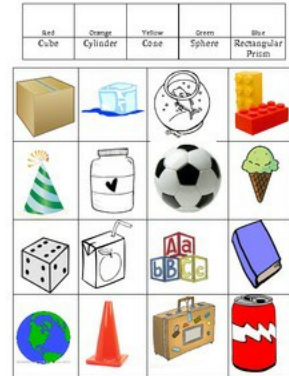 Red Orange Yellow Green Blue
Cube Cylinder Cone Sphere Rectangular Prism
Aa
bB Cc